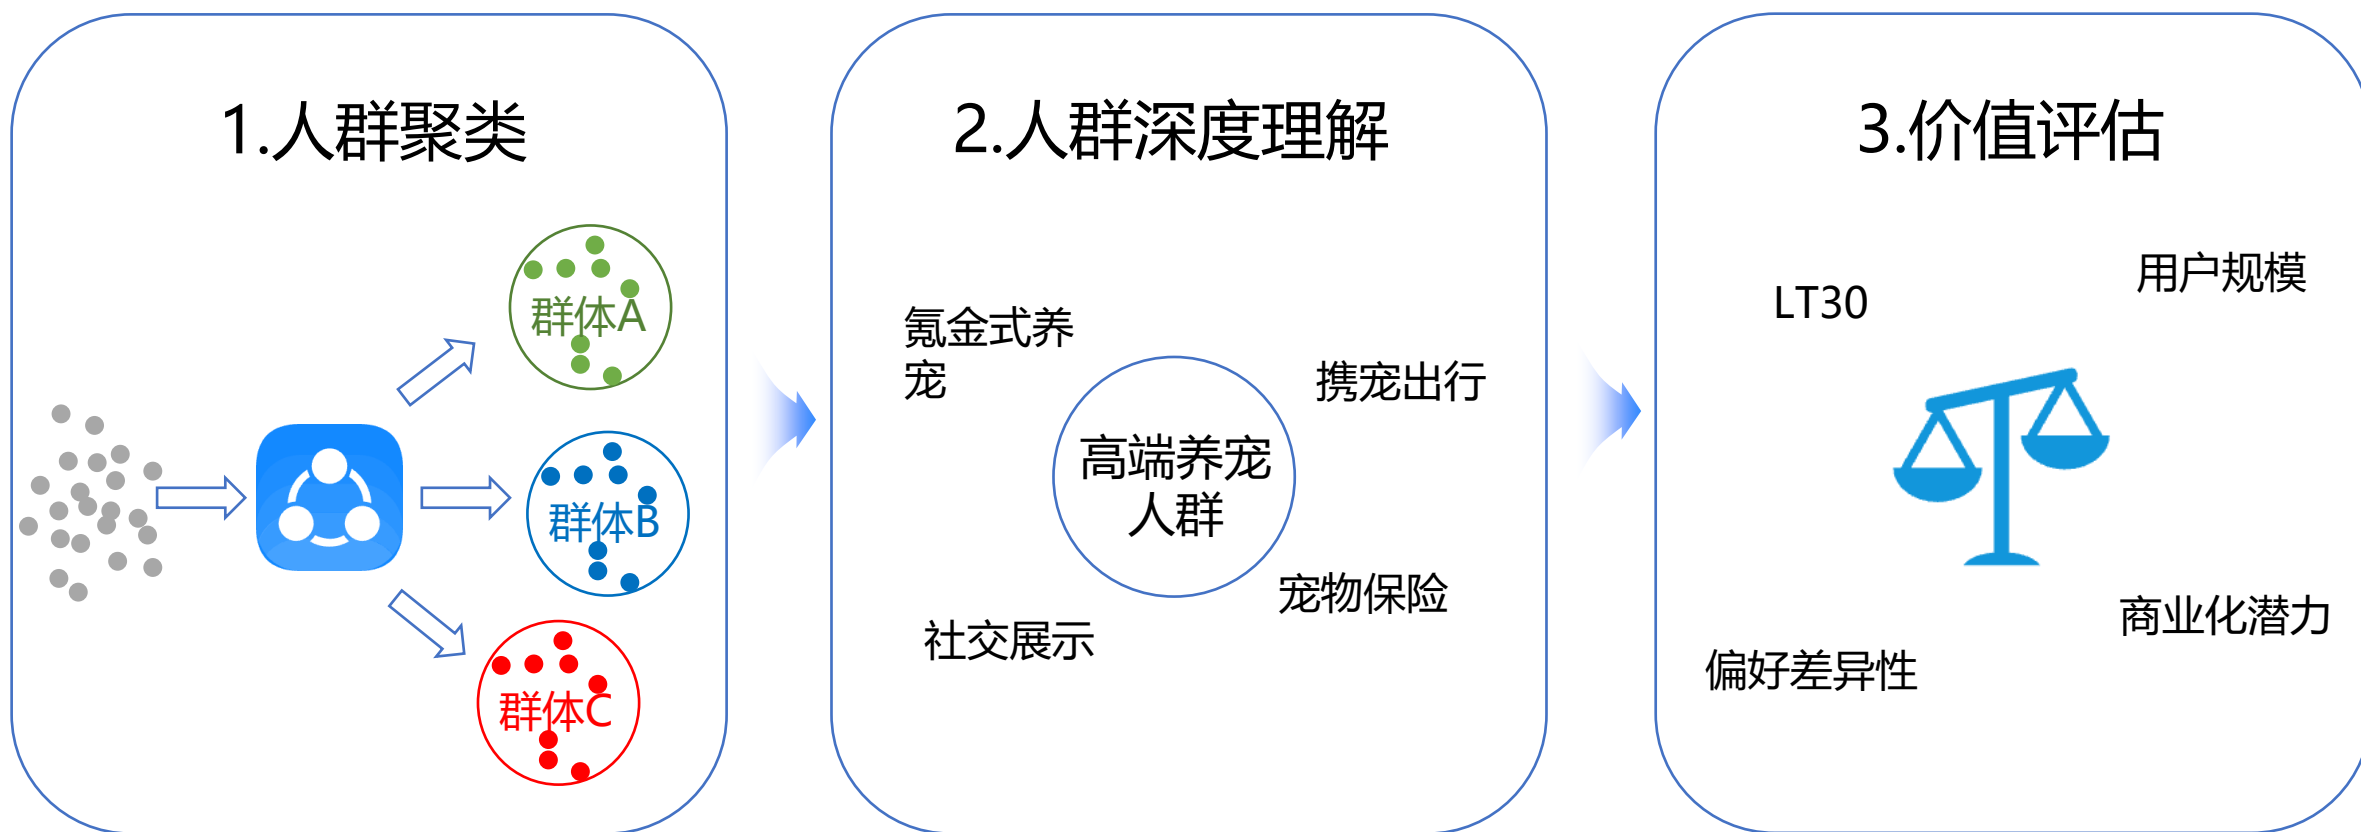 1.人群聚类
群体A
群体B
群体C
2.人群深度理解
氪金式养
宠
携宠出行
高端养宠
人群
宠物保险
社交展示
3.价值评估
LT30
用户规模
商业化潜力
偏好差异性